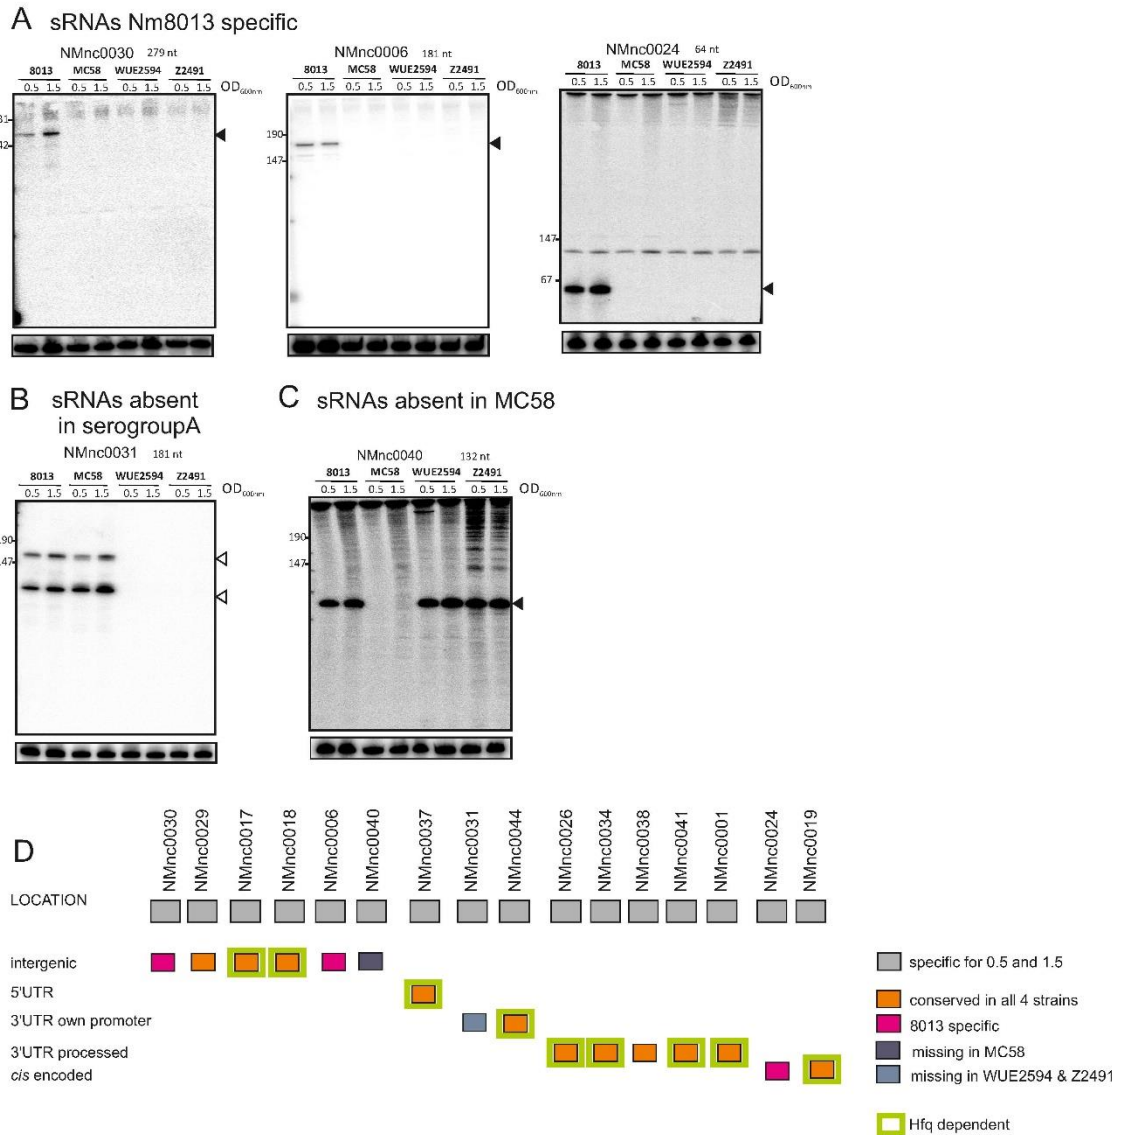 A sRNAs Nm8013 specific
NMnc0030 279 nt
8013 MC58 WUE2594 Z2491
0.5 1.5 0.5 1.5 0.5 1.5 0.5 1.5 OD600nm
31
42
NMnc0006 181 nt
8013 MC58 WUE2594 Z2491
0.5 1.5 0.5 1.5 0.5 1.5 0.5 1.5 OD600nm
190
147
NMnc0024 64 nt
8013 MC58 WUE2594 Z2491
0.5 1.5 0.5 1.5 0.5 1.5 0.5 1.5 OD600nm
147
67
B sRNAs absent
in serogroupA
NMnc0031 181 nt
8013 MC58 WUE2594 Z2491
0.5 1.5 0.5 1.5 0.5 1.5 0.5 1.5 OD600nm
190
147
C sRNAs absent in MC58
NMnc0040 132 nt
8013 MC58 WUE2594 Z2491
0.5 1.5 0.5 1.5 0.5 1.5 0.5 1.5 OD600nm
190
147
D
NMnc0030
NMnc0029
NMnc0017
NMnc0018
NMnc0006
NMnc0040
NMnc0037
NMnc0031
NMnc0044
NMnc0026
NMnc0034
NMnc0038
NMnc0041
NMnc0001
NMnc0024
NMnc0019
LOCATION
intergenic
5'UTR
3'UTR own promoter
3'UTR processed
cis encoded
specific for 0.5 and 1.5
conserved in all 4 strains
8013 specific
missing in MC58
missing in WUE2594 & Z2491
Hfq dependent